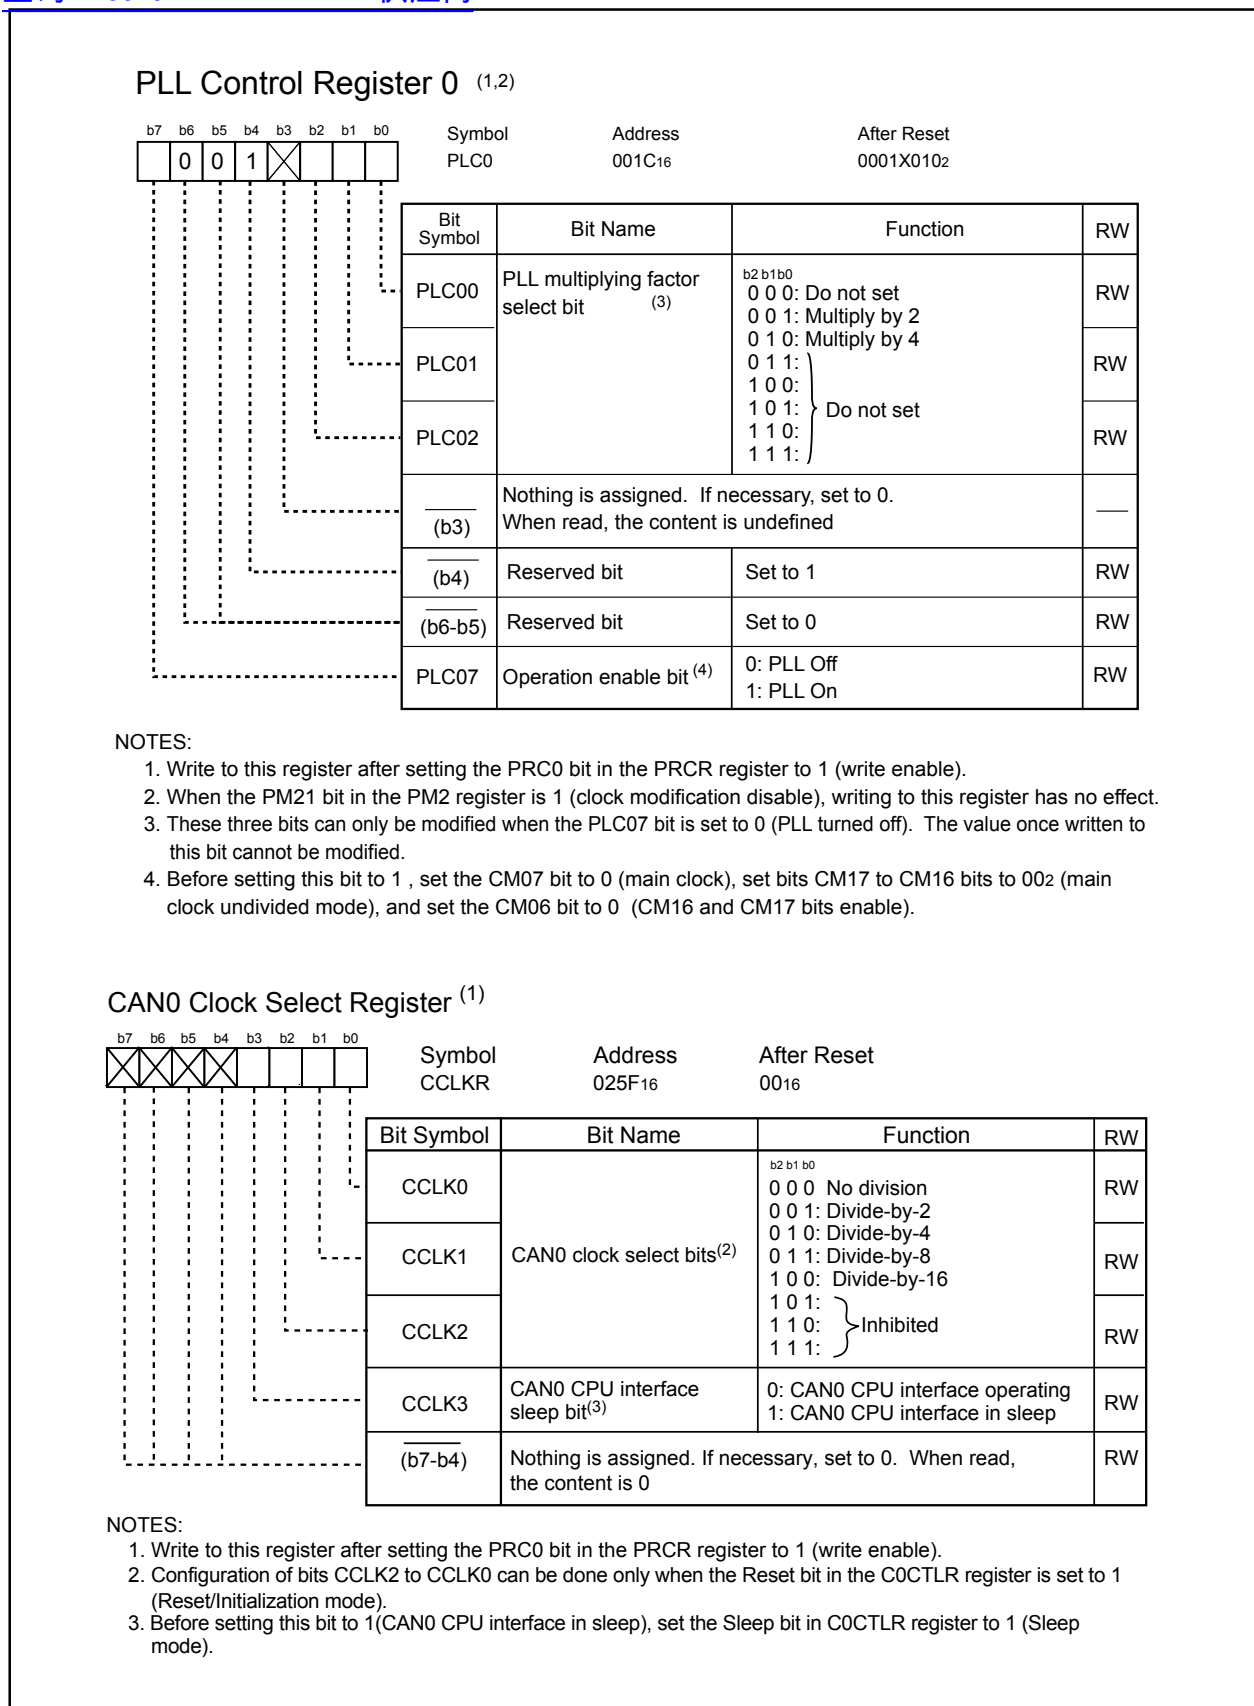 PLL Control Register 0 (1,2)
b7 b6 b5 b4 b3 b2 b1 b0
Symbol Address After Reset
0 0 1
PLC0 001C16 0001X0102
Bit Symbol Bit Name Function RW
PLC00 PLL multiplying factor select bit (3) RW
b2 b1 b0
0 0 0: Do not set
0 0 1: Multiply by 2
0 1 0: Multiply by 4
PLC01 RW
0 1 1:
1 0 0:
1 0 1: Do not set
PLC02 RW
1 1 0:
1 1 1:
(b3) Nothing is assigned. If necessary, set to 0.
When read, the content is undefined
(b4) Reserved bit Set to 1 RW
(b6-b5) Reserved bit Set to 0 RW
PLC07 Operation enable bit (4) 0: PLL Off RW
1: PLL On
NOTES:
1. Write to this register after setting the PRC0 bit in the PRCR register to 1 (write enable).
2. When the PM21 bit in the PM2 register is 1 (clock modification disable), writing to this register has no effect.
3. These three bits can only be modified when the PLC07 bit is set to 0 (PLL turned off). The value once written to
this bit cannot be modified.
4. Before setting this bit to 1 , set the CM07 bit to 0 (main clock), set bits CM17 to CM16 bits to 002 (main
clock undivided mode), and set the CM06 bit to 0 (CM16 and CM17 bits enable).
CAN0 Clock Select Register (1)
b7 b6 b5 b4 b3 b2 b1 b0
Symbol Address After Reset
CCLKR 025F16 0016
Bit Symbol Bit Name Function RW
b2 b1 b0
CCLK0 0 0 0 No division RW
0 0 1: Divide-by-2
0 1 0: Divide-by-4
CCLK1 CAN0 clock select bits(2) 0 1 1: Divide-by-8 RW
1 0 0: Divide-by-16
1 0 1:
CCLK2 1 1 0: Inhibited RW
1 1 1:
CCLK3 CAN0 CPU interface sleep bit(3) 0: CAN0 CPU interface operating RW
1: CAN0 CPU interface in sleep
(b7-b4) Nothing is assigned. If necessary, set to 0. When read, RW
the content is 0
NOTES:
1. Write to this register after setting the PRC0 bit in the PRCR register to 1 (write enable).
2. Configuration of bits CCLK2 to CCLK0 can be done only when the Reset bit in the C0CTLR register is set to 1
(Reset/Initialization mode).
3. Before setting this bit to 1(CAN0 CPU interface in sleep), set the Sleep bit in C0CTLR register to 1 (Sleep
mode).